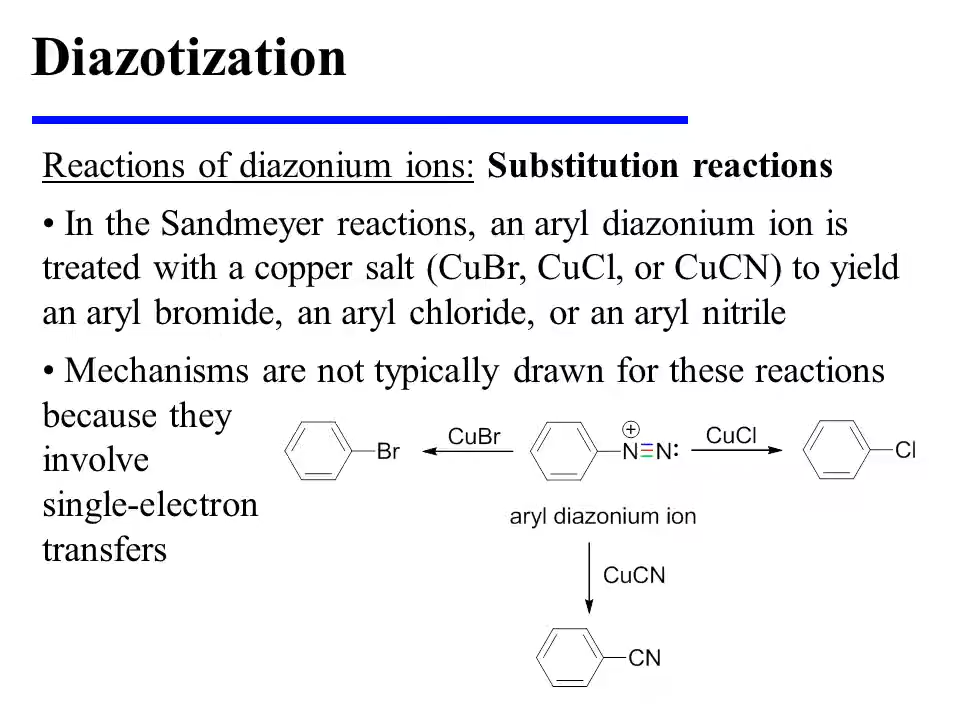 Diazotization
Reactions of diazonium ions: Substitution reactions
• In the Sandmeyer reactions, an aryl diazonium ion is
treated with a copper salt (CuBr, CuCl, or CuCN) to yield
an aryl bromide, an aryl chloride, or an aryl nitrile
• Mechanisms are not typically drawn for these reactions
because they
involve
single-electron
transfers
Br
CuBr
+
N≡N:
CuCl
Cl
aryl diazonium ion
CuCN
CN